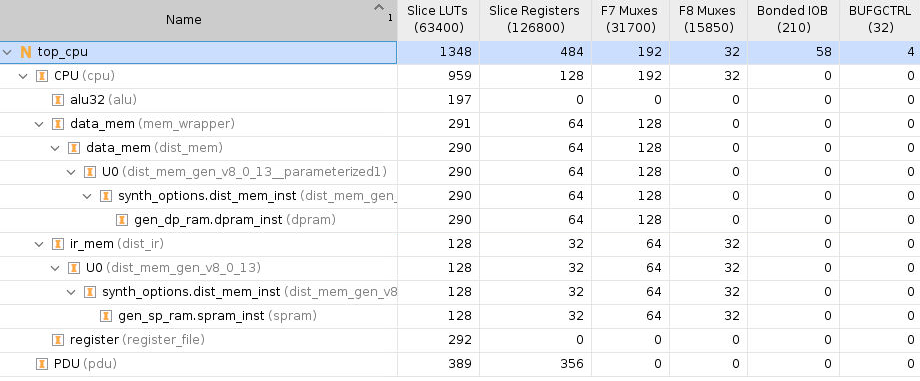 Name 1 Slice LUTs (63400) Slice Registers (126800) F7 Muxes (31700) F8 Muxes (15850) Bonded IOB (210) BUFGCTRL (32)
N top_cpu 1348 484 192 32 58 4
CPU (cpu) 959 128 192 32 0 0
alu32 (alu) 197 0 0 0 0 0
data_mem (mem_wrapper) 291 64 128 0 0 0
data_mem (dist_mem) 290 64 128 0 0 0
U0 (dist_mem_gen_v8_0_13__parameterized1) 290 64 128 0 0 0
synth_options.dist_mem_inst (dist_mem_gen_ 290 64 128 0 0 0
gen_dp_ram.dpram_inst (dpram) 290 64 128 0 0 0
ir_mem (dist_ir) 128 32 64 32 0 0
U0 (dist_mem_gen_v8_0_13) 128 32 64 32 0 0
synth_options.dist_mem_inst (dist_mem_gen_v8 128 32 64 32 0 0
gen_sp_ram.spram_inst (spram) 128 32 64 32 0 0
register (register_file) 292 0 0 0 0 0
PDU (pdu) 389 356 0 0 0 0